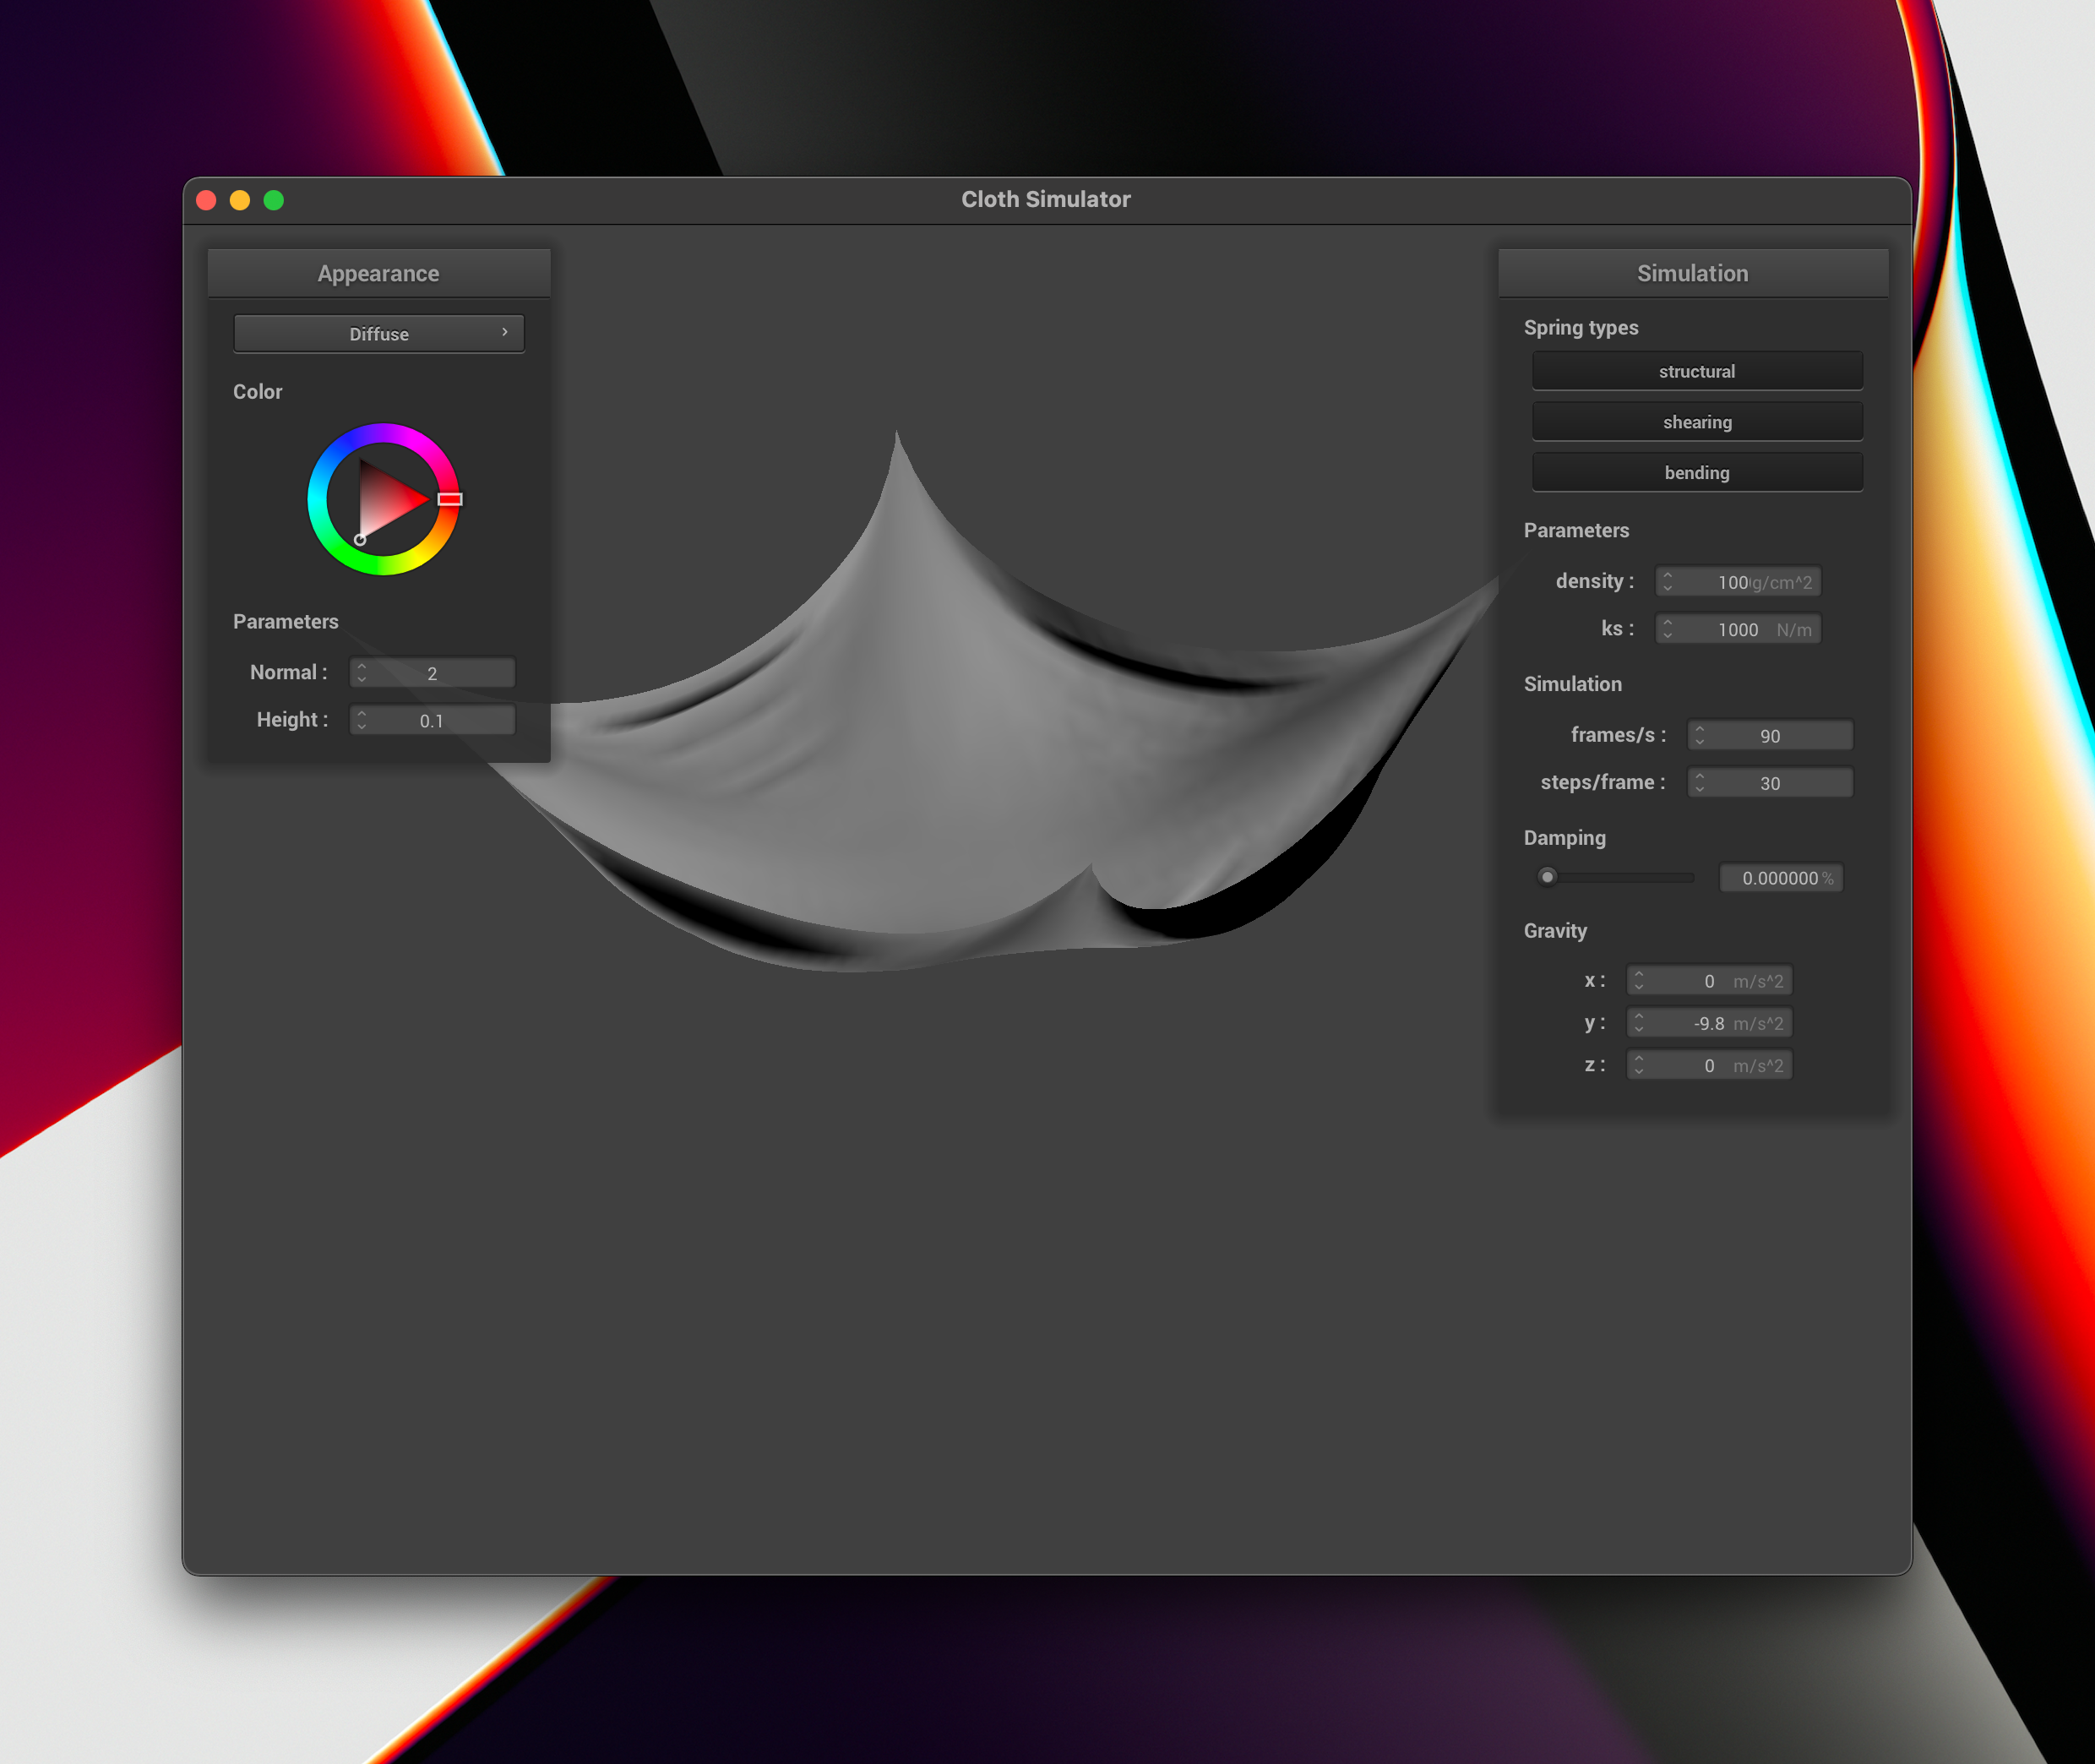 Cloth Simulator
Appearance
Diffuse
Color
Parameters
Normal : 2
Height : 0.1
Simulation
Spring types
structural
shearing
bending
Parameters
density : 100 g/cm^2
ks : 1000 N/m
Simulation
frames/s : 90
steps/frame : 30
Damping
0.000000 %
Gravity
x : 0 m/s^2
y : -9.8 m/s^2
z : 0 m/s^2